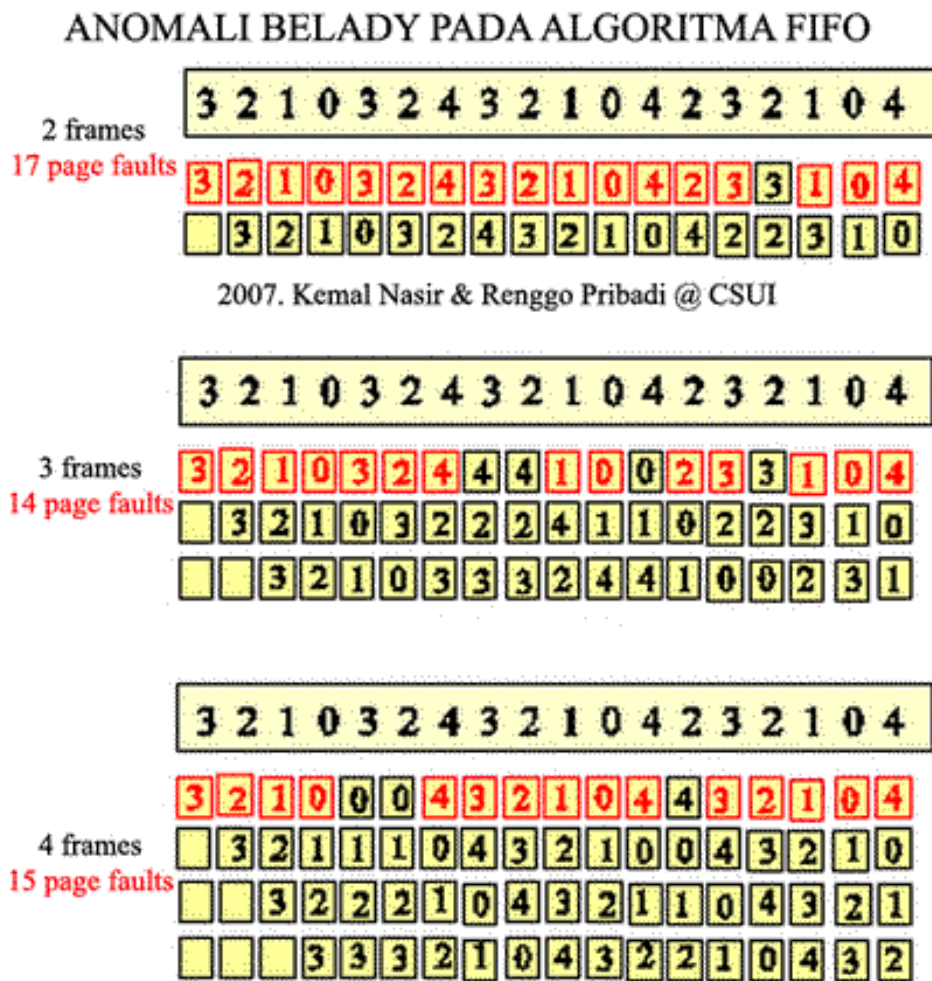 ANOMALI BELADY PADA ALGORITMA FIFO
3 2 1 0 3 2 4 3 2 1 0 4 2 3 2 1 0 4
2 frames
17 page faults
3 2 1 0 3 2 4 3 2 1 0 4 2 3 3 1 0 4
3 2 1 0 3 2 4 3 2 1 0 4 2 2 3 1 0
2007. Kemal Nasir & Renggo Pribadi @ CSUI
3 2 1 0 3 2 4 3 2 1 0 4 2 3 2 1 0 4
3 frames
14 page faults
3 2 1 0 3 2 4 4 4 1 0 0 2 3 3 1 0 4
3 2 1 0 3 2 2 2 4 1 1 0 2 2 3 1 0
3 2 1 0 3 3 3 2 4 4 1 0 0 2 3 1
3 2 1 0 3 2 4 3 2 1 0 4 2 3 2 1 0 4
3 2 1 0 0 0 4 3 2 1 0 4 4 3 2 1 0 4
4 frames
15 page faults
3 2 1 1 1 0 4 3 2 1 0 0 4 3 2 1 0
3 2 2 2 1 0 4 3 2 1 1 0 4 3 2 1
3 3 3 2 1 0 4 3 2 2 1 0 4 3 2